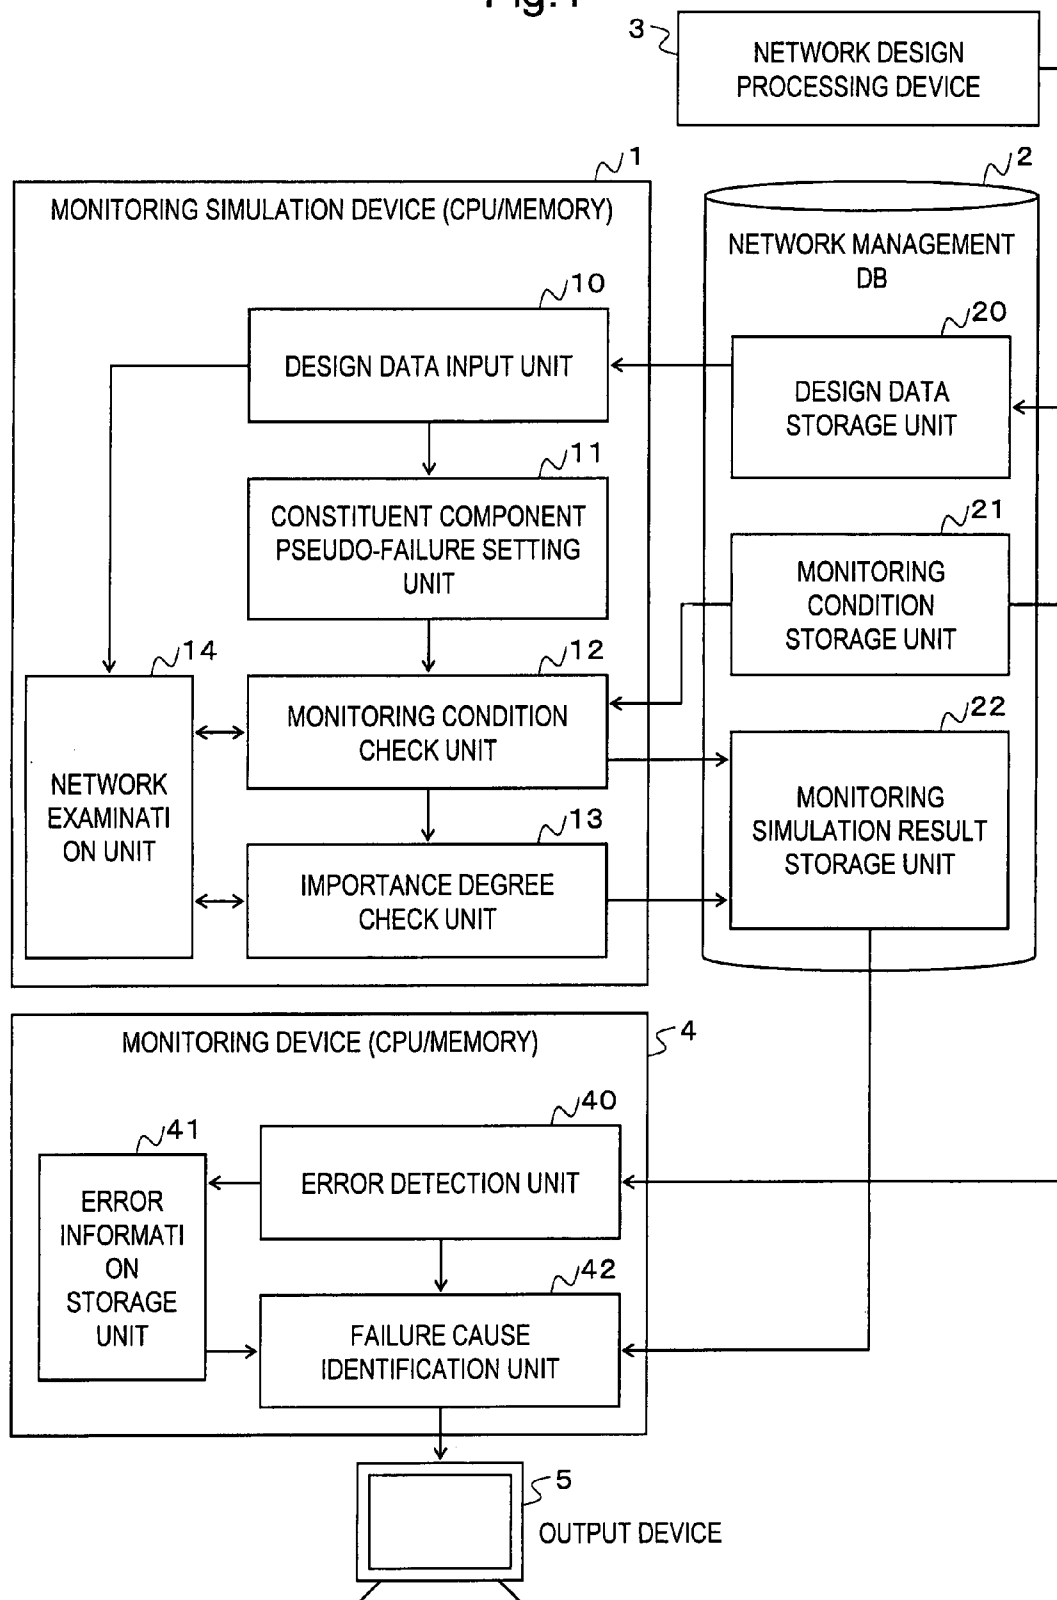 Fig.1
3
NETWORK DESIGN
PROCESSING DEVICE
1
MONITORING SIMULATION DEVICE (CPU/MEMORY)
2
NETWORK MANAGEMENT
DB
10
DESIGN DATA INPUT UNIT
20
DESIGN DATA
STORAGE UNIT
11
CONSTITUENT COMPONENT
PSEUDO-FAILURE SETTING
UNIT
21
MONITORING
CONDITION
STORAGE UNIT
14
NETWORK
EXAMINATI
ON UNIT
12
MONITORING CONDITION
CHECK UNIT
22
MONITORING
SIMULATION RESULT
STORAGE UNIT
13
IMPORTANCE DEGREE
CHECK UNIT
4
MONITORING DEVICE (CPU/MEMORY)
40
ERROR DETECTION UNIT
41
ERROR
INFORMATI
ON
STORAGE
UNIT
42
FAILURE CAUSE
IDENTIFICATION UNIT
5
OUTPUT DEVICE